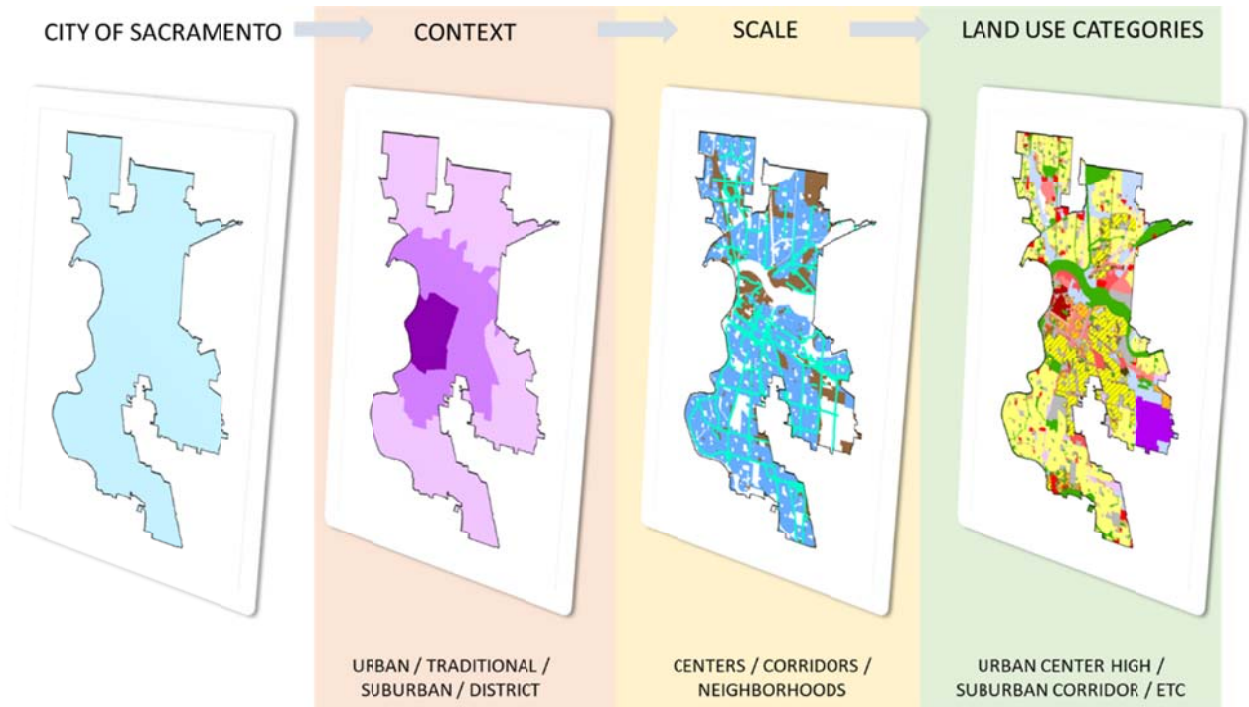 CITY OF SACRAMENTO
CONTEXT
SCALE
LAND USE CATEGORIES
URBAN / TRADITIONAL /
SUBURBAN / DISTRICT
CENTERS / CORRIDORS /
NEIGHBORHOODS
URBAN CENTER HIGH /
SUBURBAN CORRIDOR / ETC